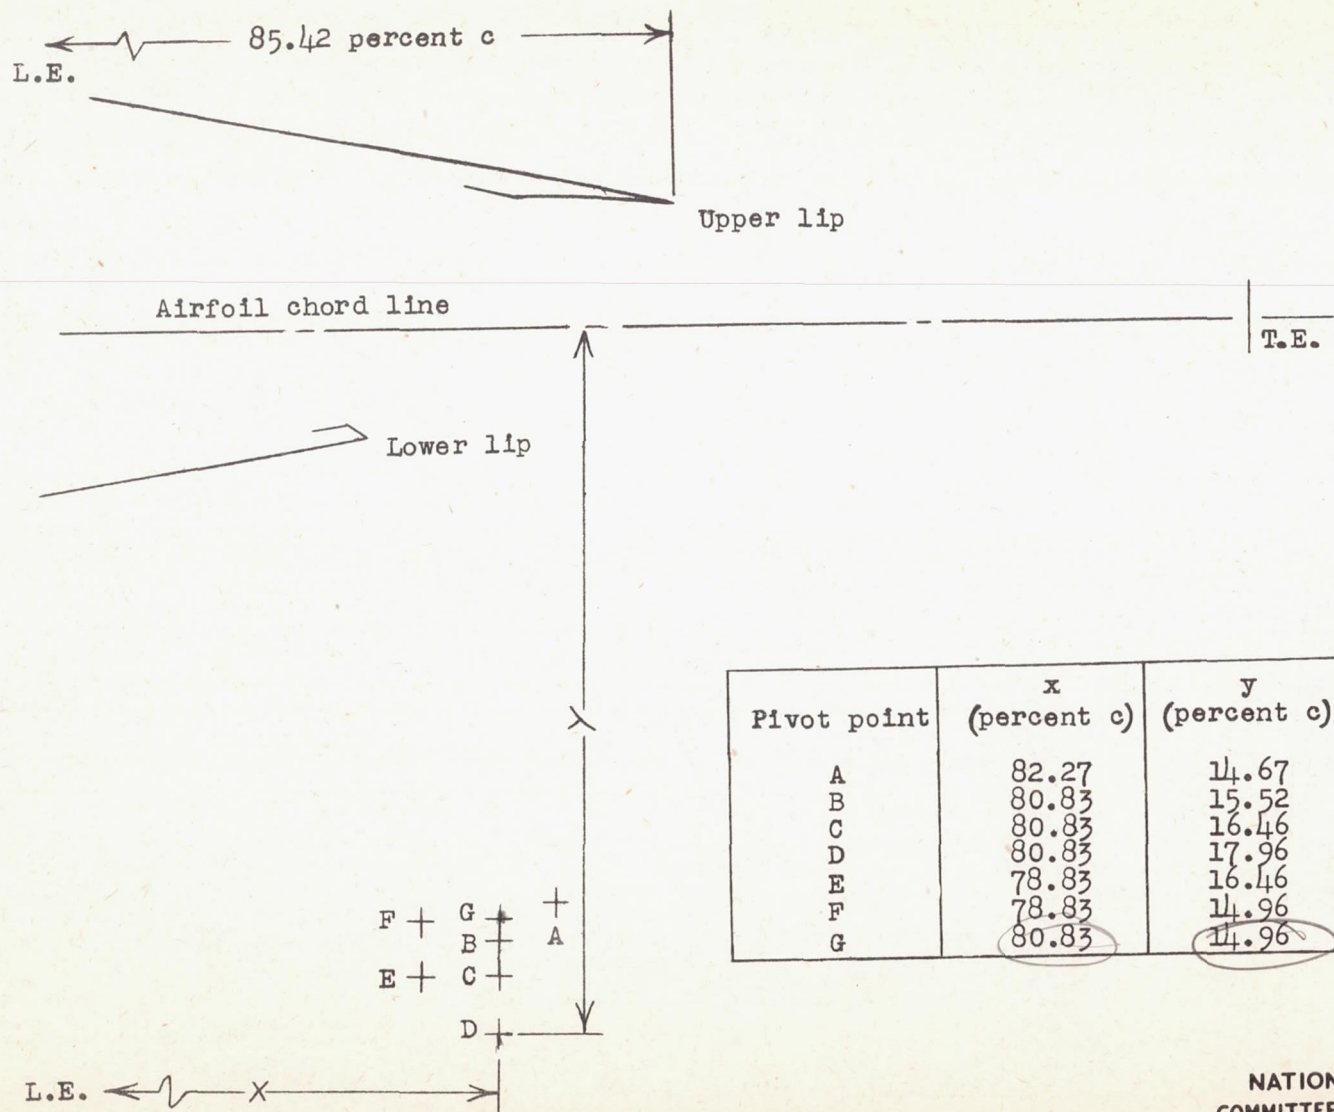 85.42 percent c
L.E.
Upper lip
Airfoil chord line
T.E.
Lower lip
y
Pivot point x (percent c) y (percent c)
A 82.27 14.67
B 80.83 15.52
C 80.83 16.46
D 80.83 17.96
E 78.83 16.46
F 78.83 14.96
G 80.83 14.96
F G
B A
E C
D
L.E. x
NATION
COMMITTEE